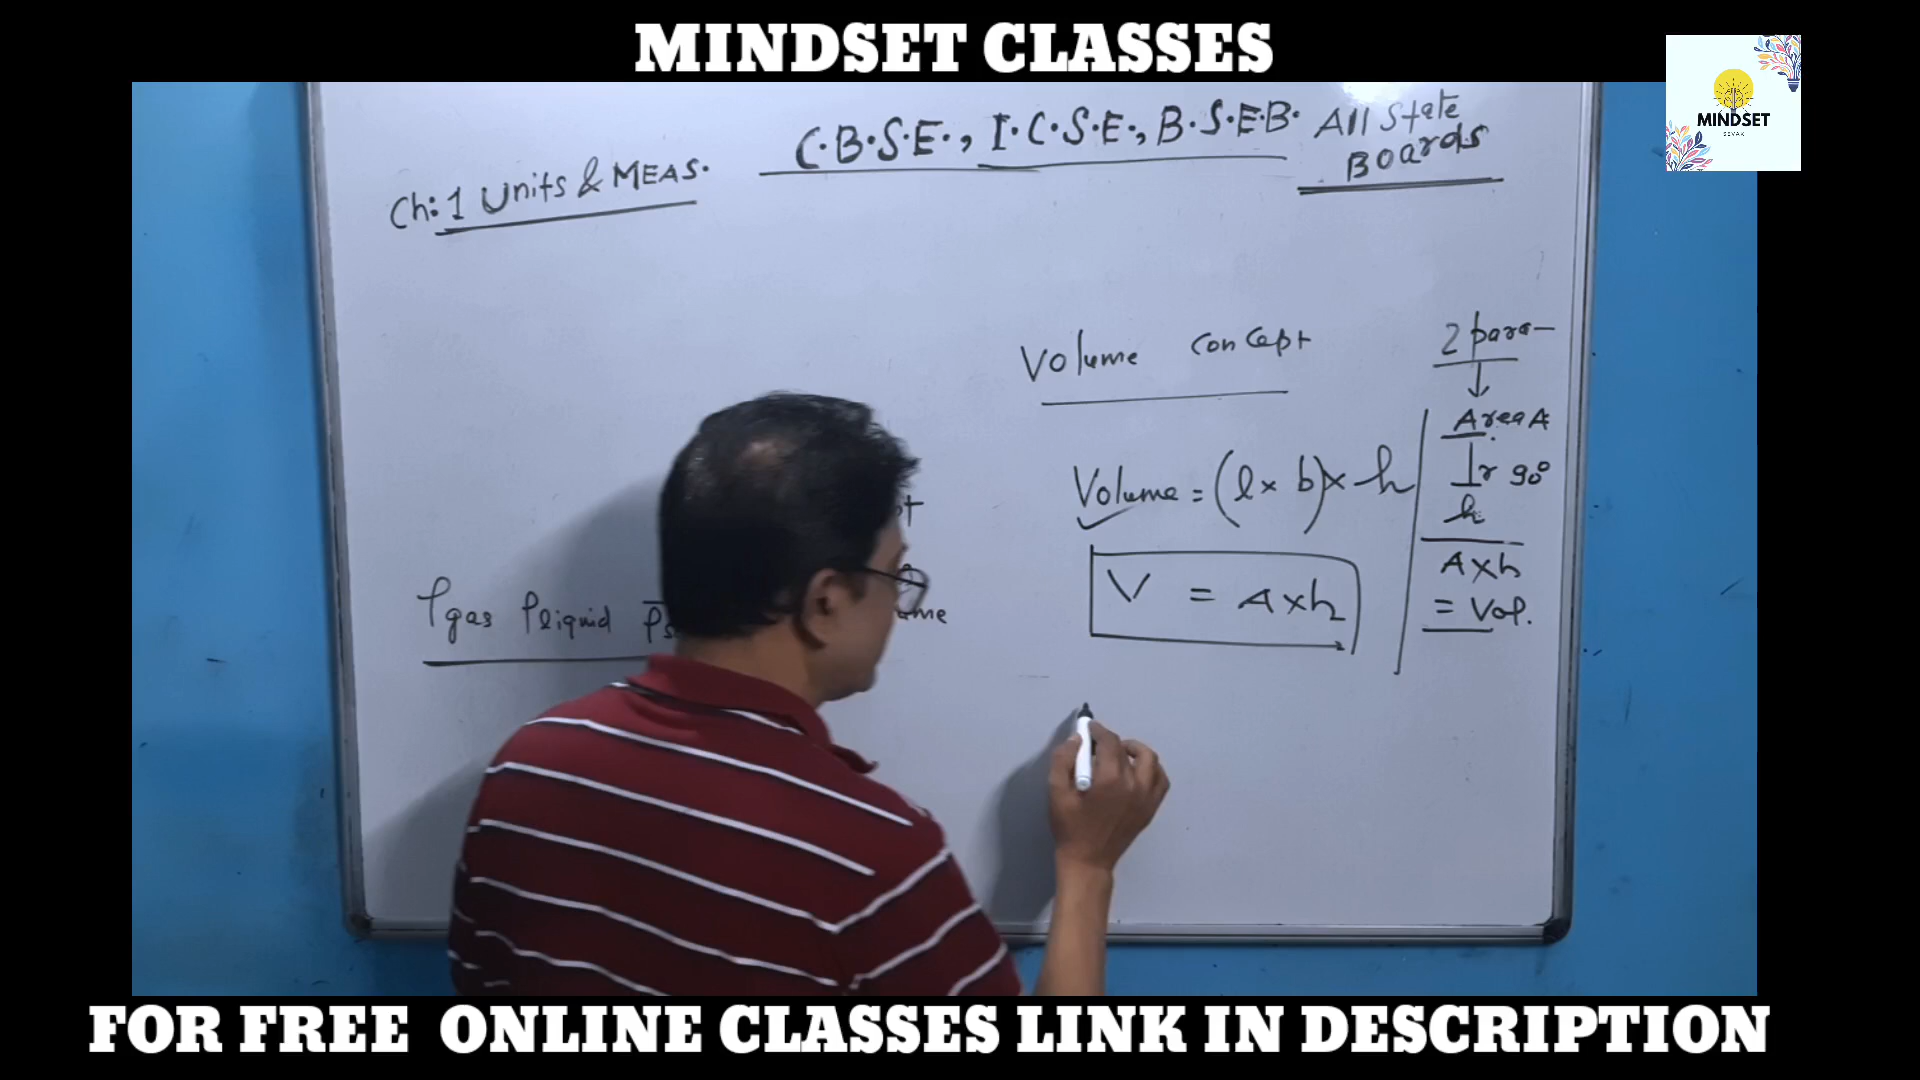 MINDSET CLASSES
MINDSET
SEVAK
C.B.S.E., I.C.S.E., B.S.E.B. All State
Boards
Ch:1 Units & MEAS.
Volume concept
2 para-
Area A
⊥r 90°
h
A×h
= Vol.
Volume = (l× b)× h
V = A×h
ρgas ρliquid
FOR FREE ONLINE CLASSES LINK IN DESCRIPTION